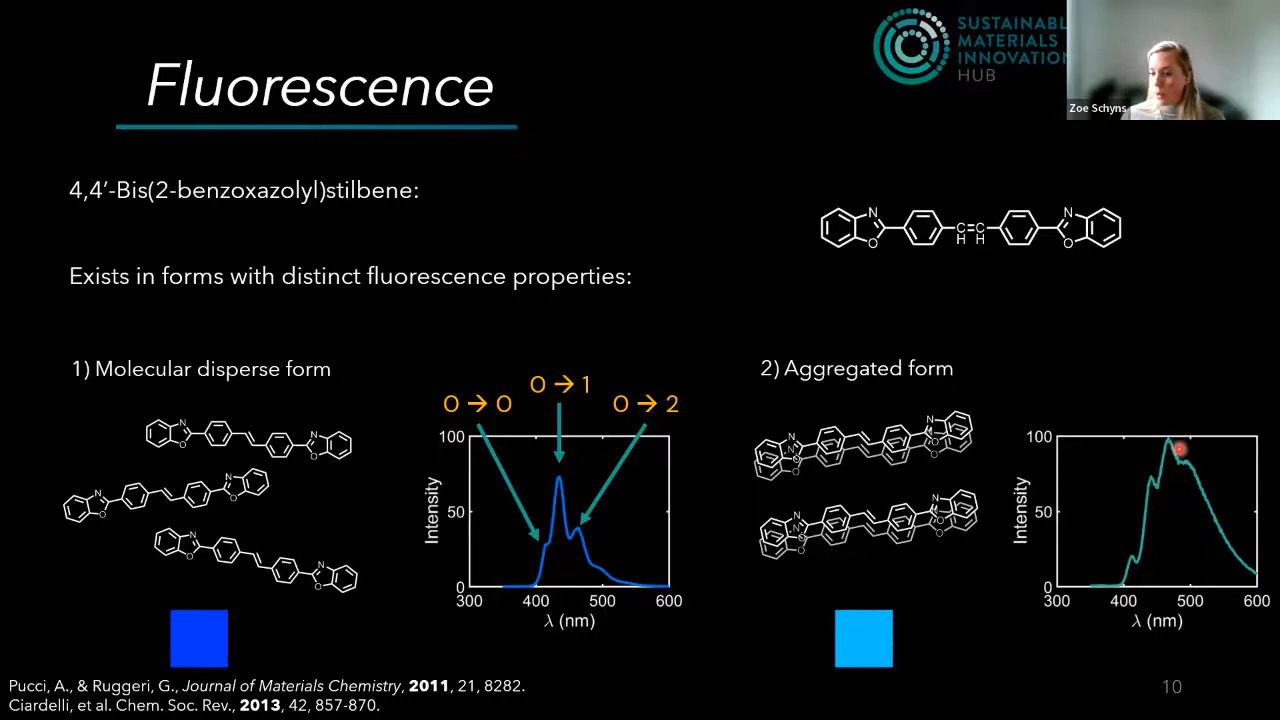 Fluorescence
SUSTAINABL
MATERIALS
INNOVATION
HUB
Zoe Schyns
4,4’-Bis(2-benzoxazolyl)stilbene:
Exists in forms with distinct fluorescence properties:
N
O
C=C
H H
N
O
1) Molecular disperse form
0 → 0
0 → 1
0 → 2
2) Aggregated form
100
50
0
Intensity
300 400 500 600
λ (nm)
100
50
0
Intensity
300 400 500 600
λ (nm)
Pucci, A., & Ruggeri, G., Journal of Materials Chemistry, 2011, 21, 8282.
Ciardelli, et al. Chem. Soc. Rev., 2013, 42, 857-870.
10